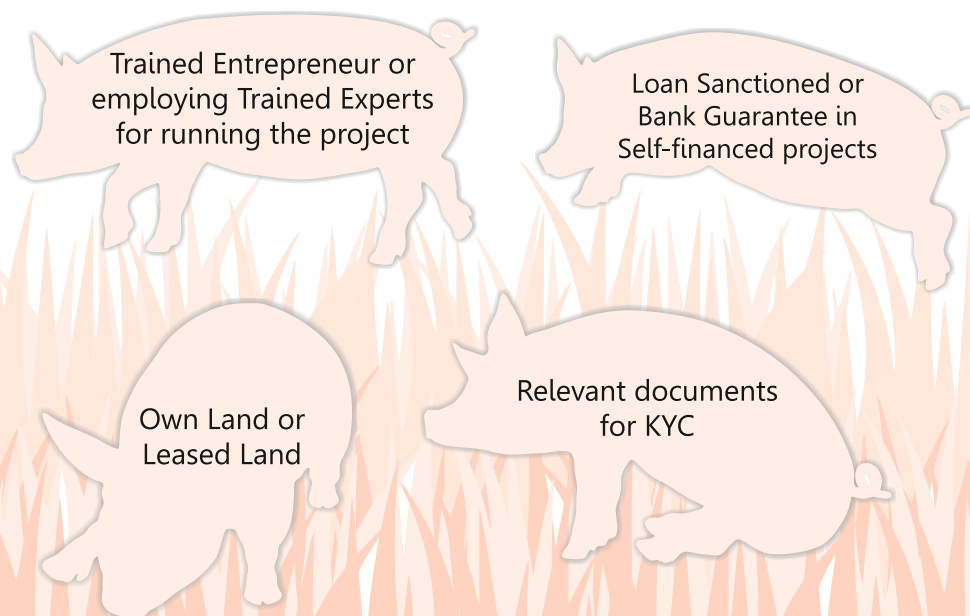 Trained Entrepreneur or
employing Trained Experts
for running the project
Loan Sanctioned or
Bank Guarantee in
Self-financed projects
Own Land or
Leased Land
Relevant documents
for KYC